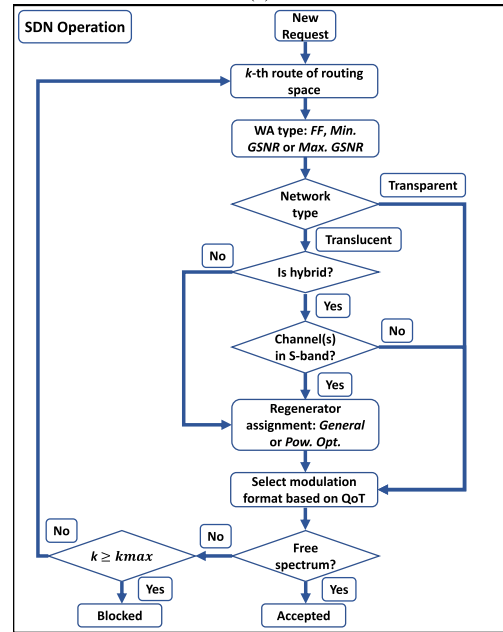 SDN Operation
New
Request
k-th route of routing
space
WA type: FF, Min.
GSNR or Max. GSNR
Transparent
Network
type
Translucent
No
Is hybrid?
Yes
No
Channel(s)
in S-band?
Yes
Regenerator
assignment: General
or Pow. Opt.
Select modulation
format based on QoT
No
No
k ≥ kmax
Free
spectrum?
Yes
Yes
Blocked
Accepted